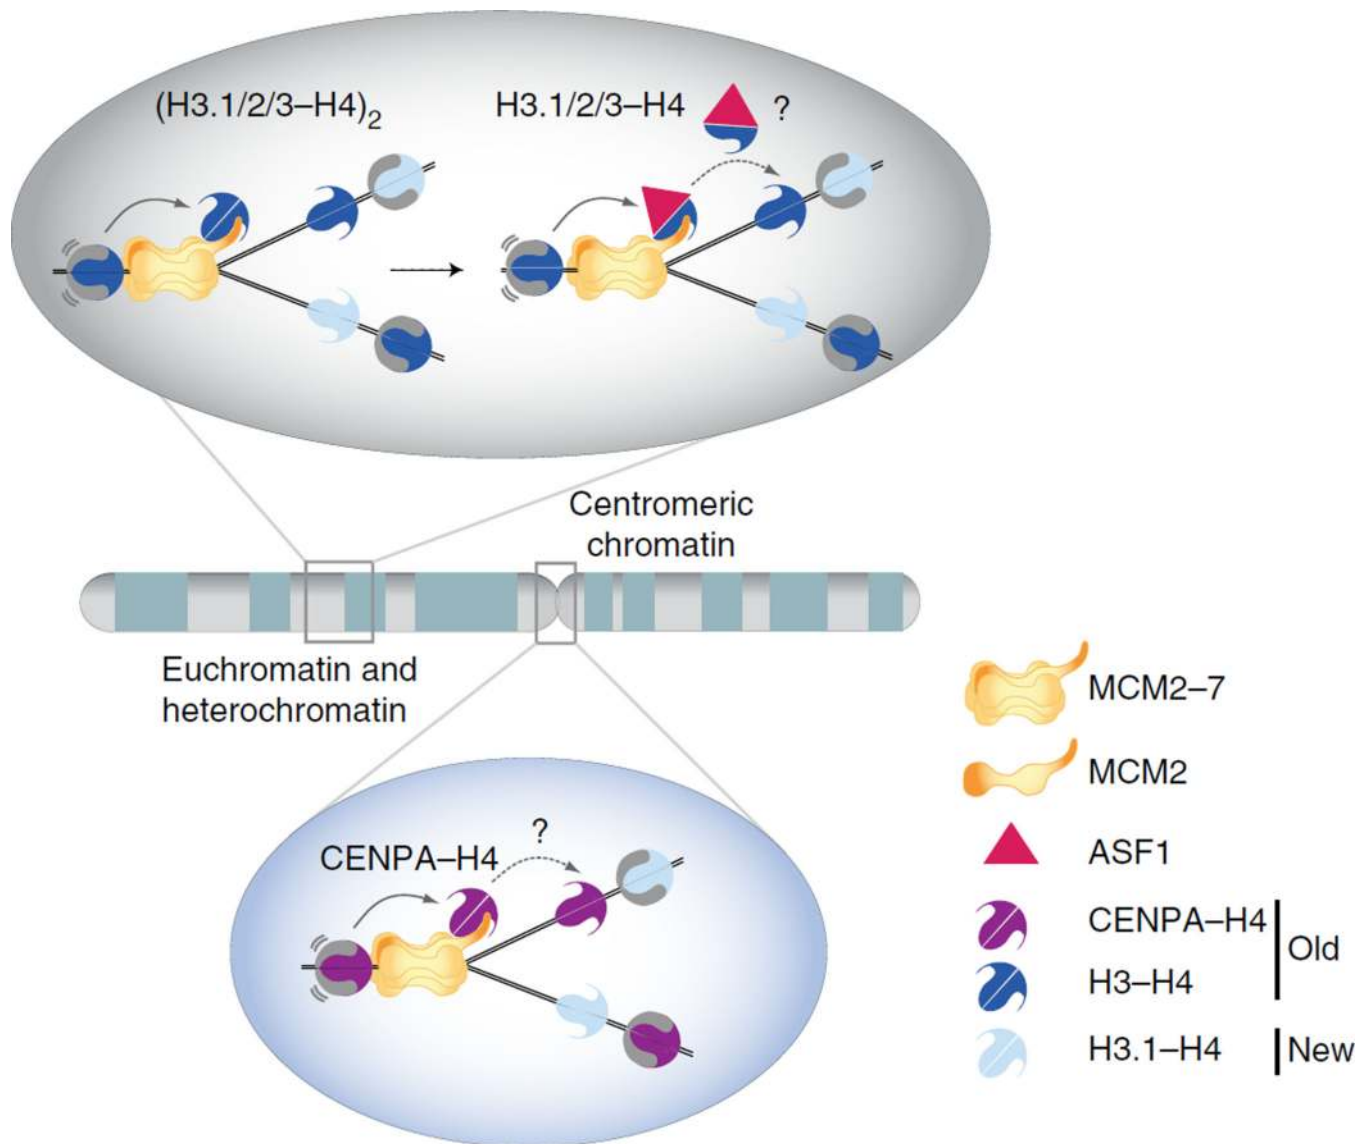 (H3.1/2/3–H4)2
H3.1/2/3–H4
?
Centromeric
chromatin
Euchromatin and
heterochromatin
?
CENPA–H4
MCM2–7
MCM2
ASF1
CENPA–H4
Old
H3–H4
H3.1–H4
New